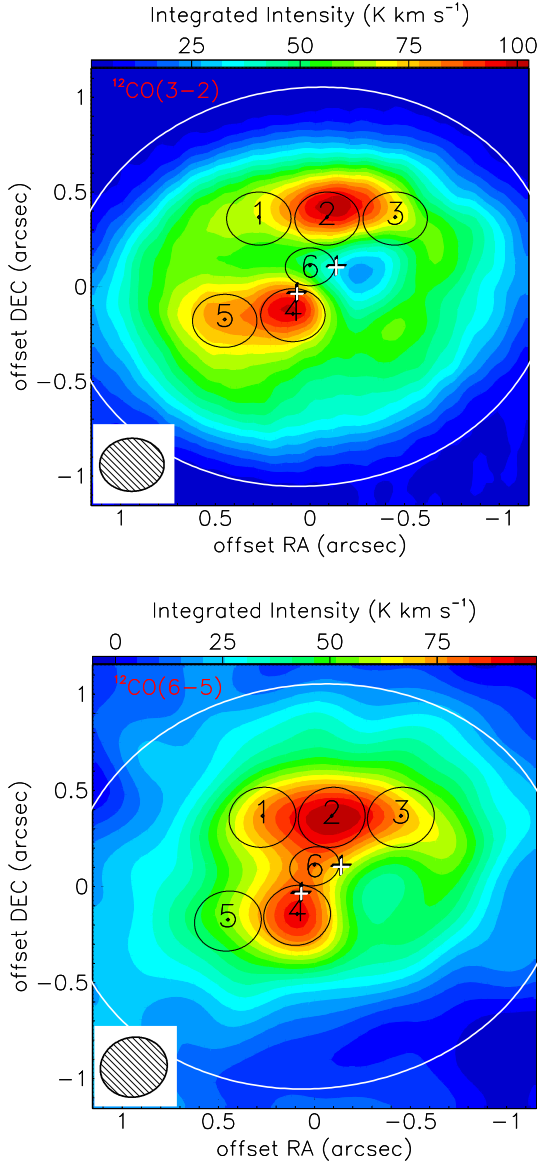 Integrated Intensity (K km s⁻¹)
25 50 75 100
¹²CO(3−2)
1
0.5
0
−0.5
−1
offset DEC (arcsec)
1 2 3
6
5 4
1 0.5 0 −0.5 −1
offset RA (arcsec)
Integrated Intensity (K km s⁻¹)
0 25 50 75
¹²CO(6−5)
1
0.5
0
−0.5
−1
offset DEC (arcsec)
1 2 3
6
5 4
1 0.5 0 −0.5 −1
offset RA (arcsec)